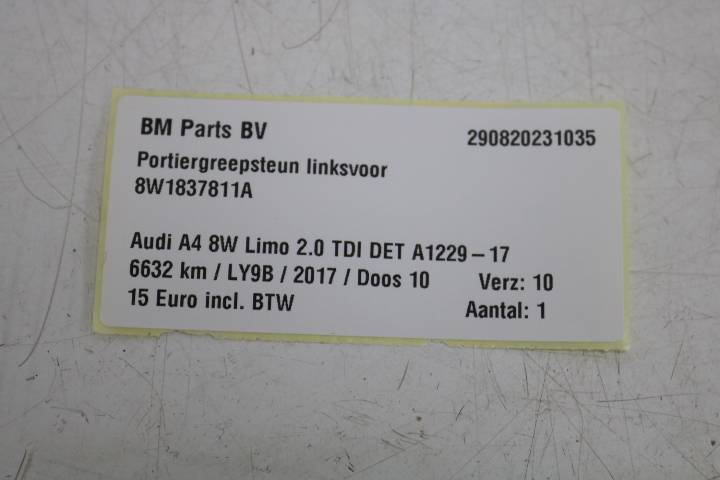 BM Parts BV 290820231035
Portiergreepsteun linksvoor
8W1837811A
Audi A4 8W Limo 2.0 TDI DET A1229-17
6632 km / LY9B / 2017 / Doos 10 Verz: 10
15 Euro incl. BTW Aantal: 1